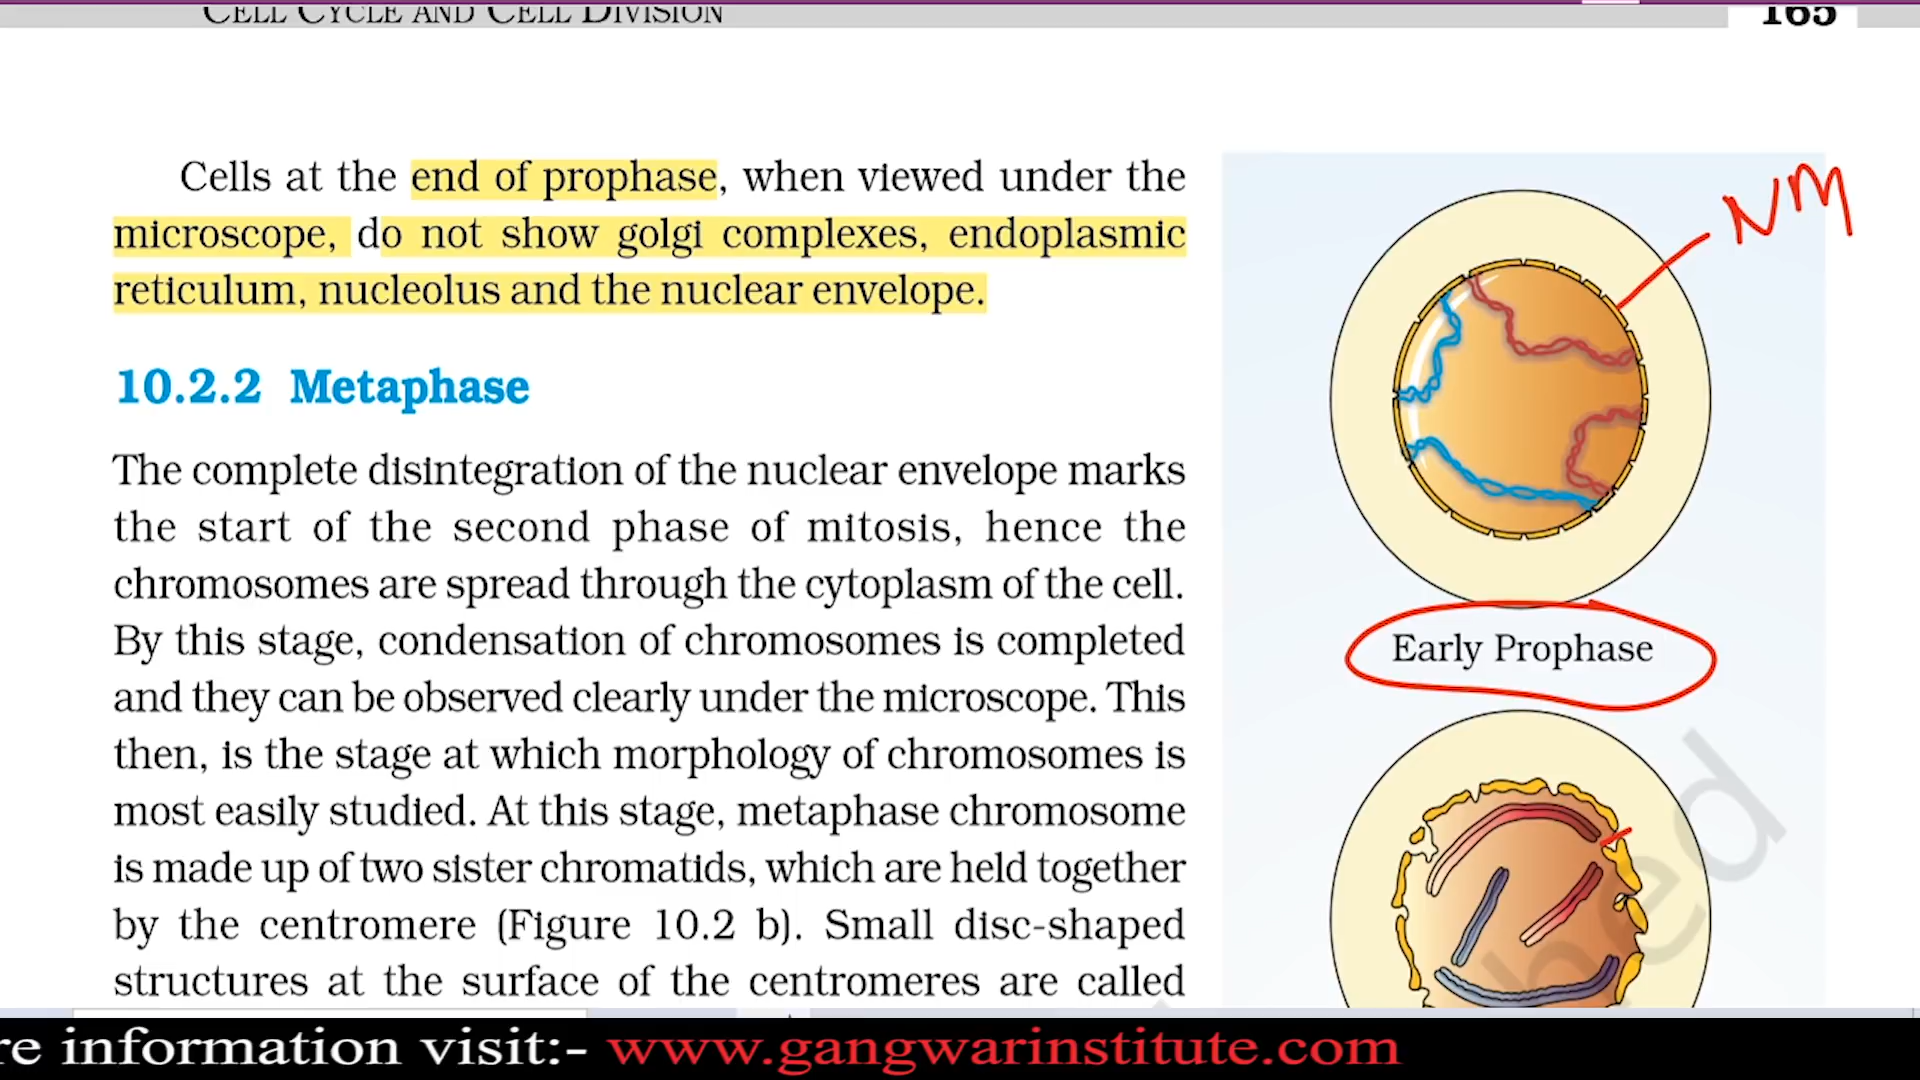 CELL CYCLE AND CELL DIVISION
165
Cells at the end of prophase, when viewed under the
microscope, do not show golgi complexes, endoplasmic
reticulum, nucleolus and the nuclear envelope.
10.2.2 Metaphase
The complete disintegration of the nuclear envelope marks
the start of the second phase of mitosis, hence the
chromosomes are spread through the cytoplasm of the cell.
By this stage, condensation of chromosomes is completed
and they can be observed clearly under the microscope. This
then, is the stage at which morphology of chromosomes is
most easily studied. At this stage, metaphase chromosome
is made up of two sister chromatids, which are held together
by the centromere (Figure 10.2 b). Small disc-shaped
structures at the surface of the centromeres are called
NM
Early Prophase
re information visit:- www.gangwarinstitute.com